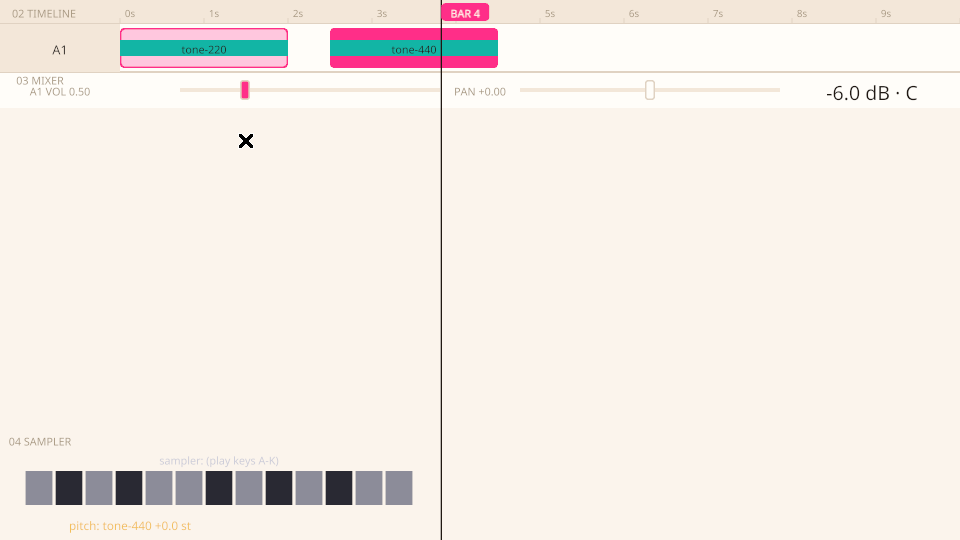 02 TIMELINE 0s 1s 2s 3s BAR 4 5s 6s 7s 8s 9s
A1 tone-220 tone-440
03 MIXER
A1 VOL 0.50 PAN +0.00 -6.0 dB · C
04 SAMPLER
sampler: (play keys A-K)
pitch: tone-440 +0.0 st